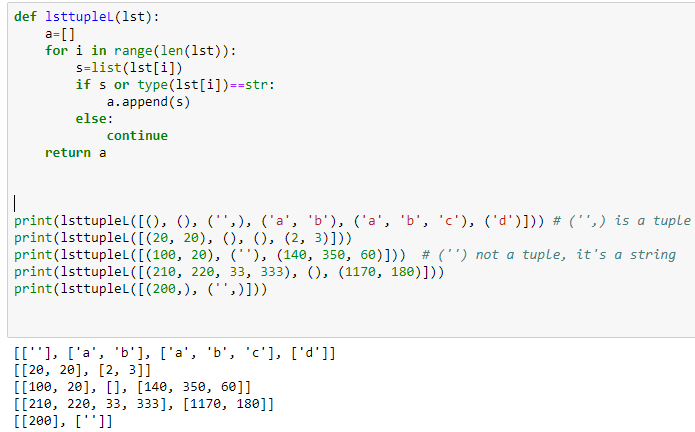 def lsttupleL(lst):
    a=[]
    for i in range(len(lst)):
        s=list(lst[i])
        if s or type(lst[i])==str:
            a.append(s)
        else:
            continue
    return a
print(lsttupleL([(), (), ('',), ('a', 'b'), ('a', 'b', 'c'), ('d')])) # ('',) is a tuple
print(lsttupleL([(20, 20), (), (), (2, 3)]))
print(lsttupleL([(100, 20), (''), (140, 350, 60)]))  # ('') not a tuple, it's a string
print(lsttupleL([(210, 220, 33, 333), (), (1170, 180)]))
print(lsttupleL([(200,), ('',)]))
[[''], ['a', 'b'], ['a', 'b', 'c'], ['d']]
[[20, 20], [2, 3]]
[[100, 20], [], [140, 350, 60]]
[[210, 220, 33, 333], [1170, 180]]
[[200], ['']]